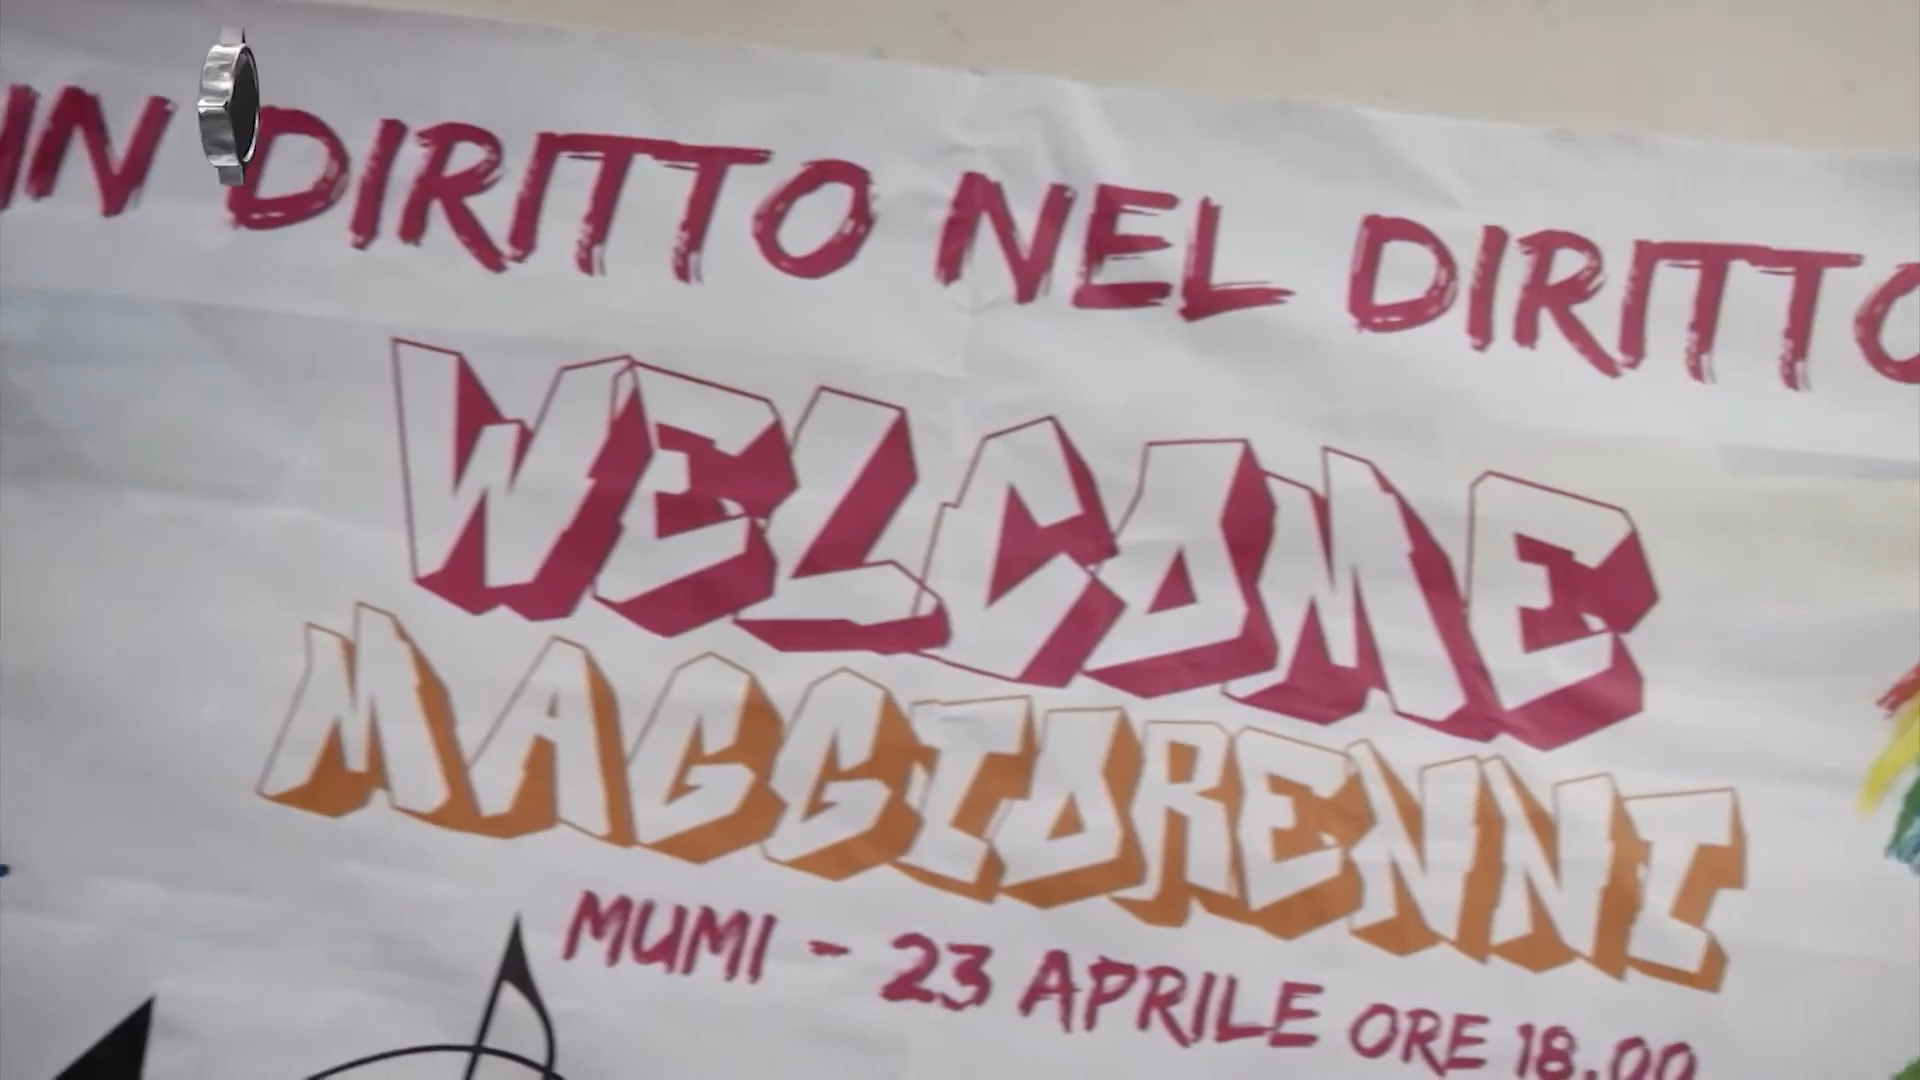 IN DIRITTO NEL DIRITTO
WELCOME
MAGGIORENNI
MUMI - 23 APRILE ORE 18.00